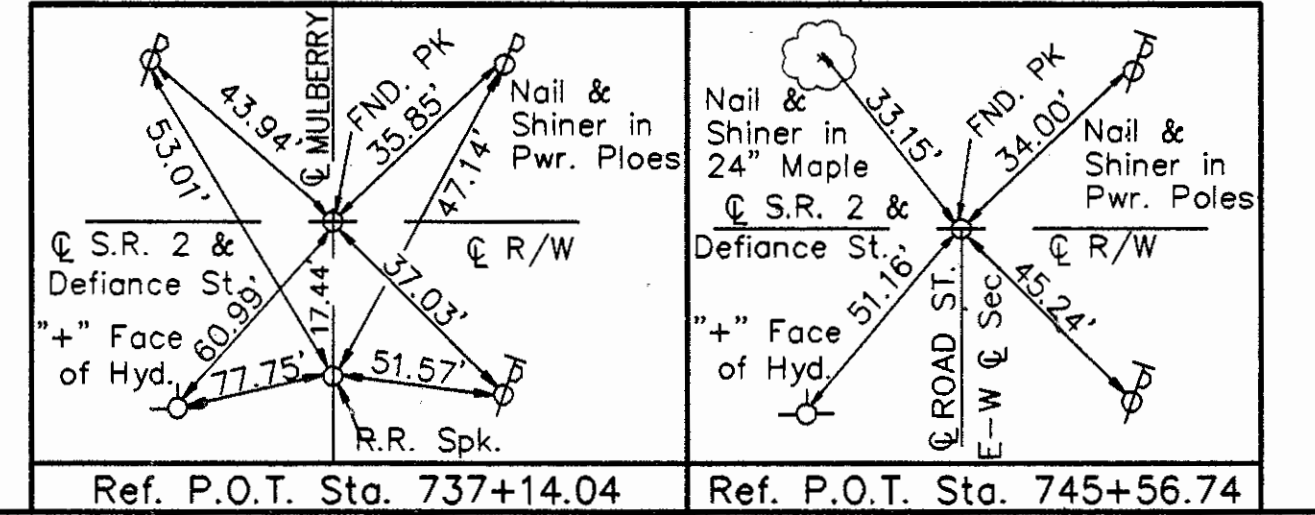 43.94'
53.01'
℄ MULBERRY
FND. PK
35.85'
47.14'
Nail &
Shiner in
Pwr. Ploes
℄ S.R. 2 &
Defiance St.
℄ R/W
60.99'
17.44'
37.03'
"+" Face
of Hyd.
77.75'
51.57'
R.R. Spk.
Ref. P.O.T. Sta. 737+14.04
Nail &
Shiner in
24" Maple
33.15'
FND. PK
34.00'
Nail &
Shiner in
Pwr. Poles
℄ S.R. 2 &
Defiance St.
℄ R/W
51.16'
45.24'
"+" Face
of Hyd.
℄ ROAD ST.
E-W ℄ Sec
Ref. P.O.T. Sta. 745+56.74